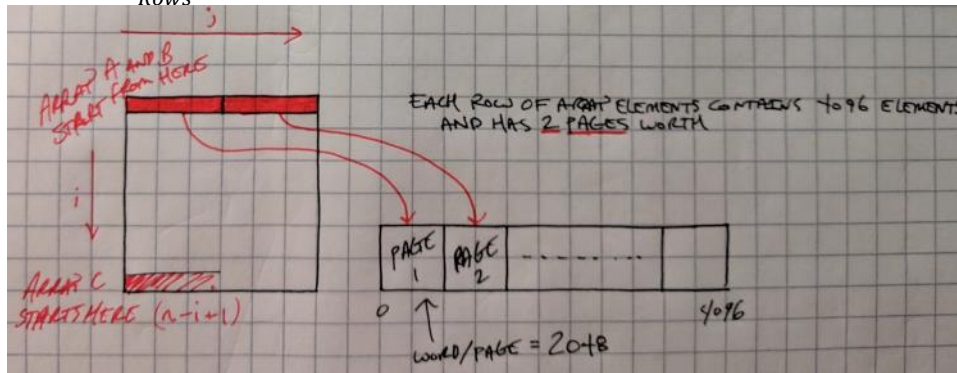 Rows
j
ARRAY A AND B
START FROM HERE
EACH ROW OF ARRAY ELEMENTS CONTAINS 4096 ELEMENTS
AND HAS 2 PAGES WORTH
i
PAGE
1
PAGE
2
- - - - - - - -
ARRAY C
STARTS HERE (n-i+1)
0
4096
WORD/PAGE = 2048